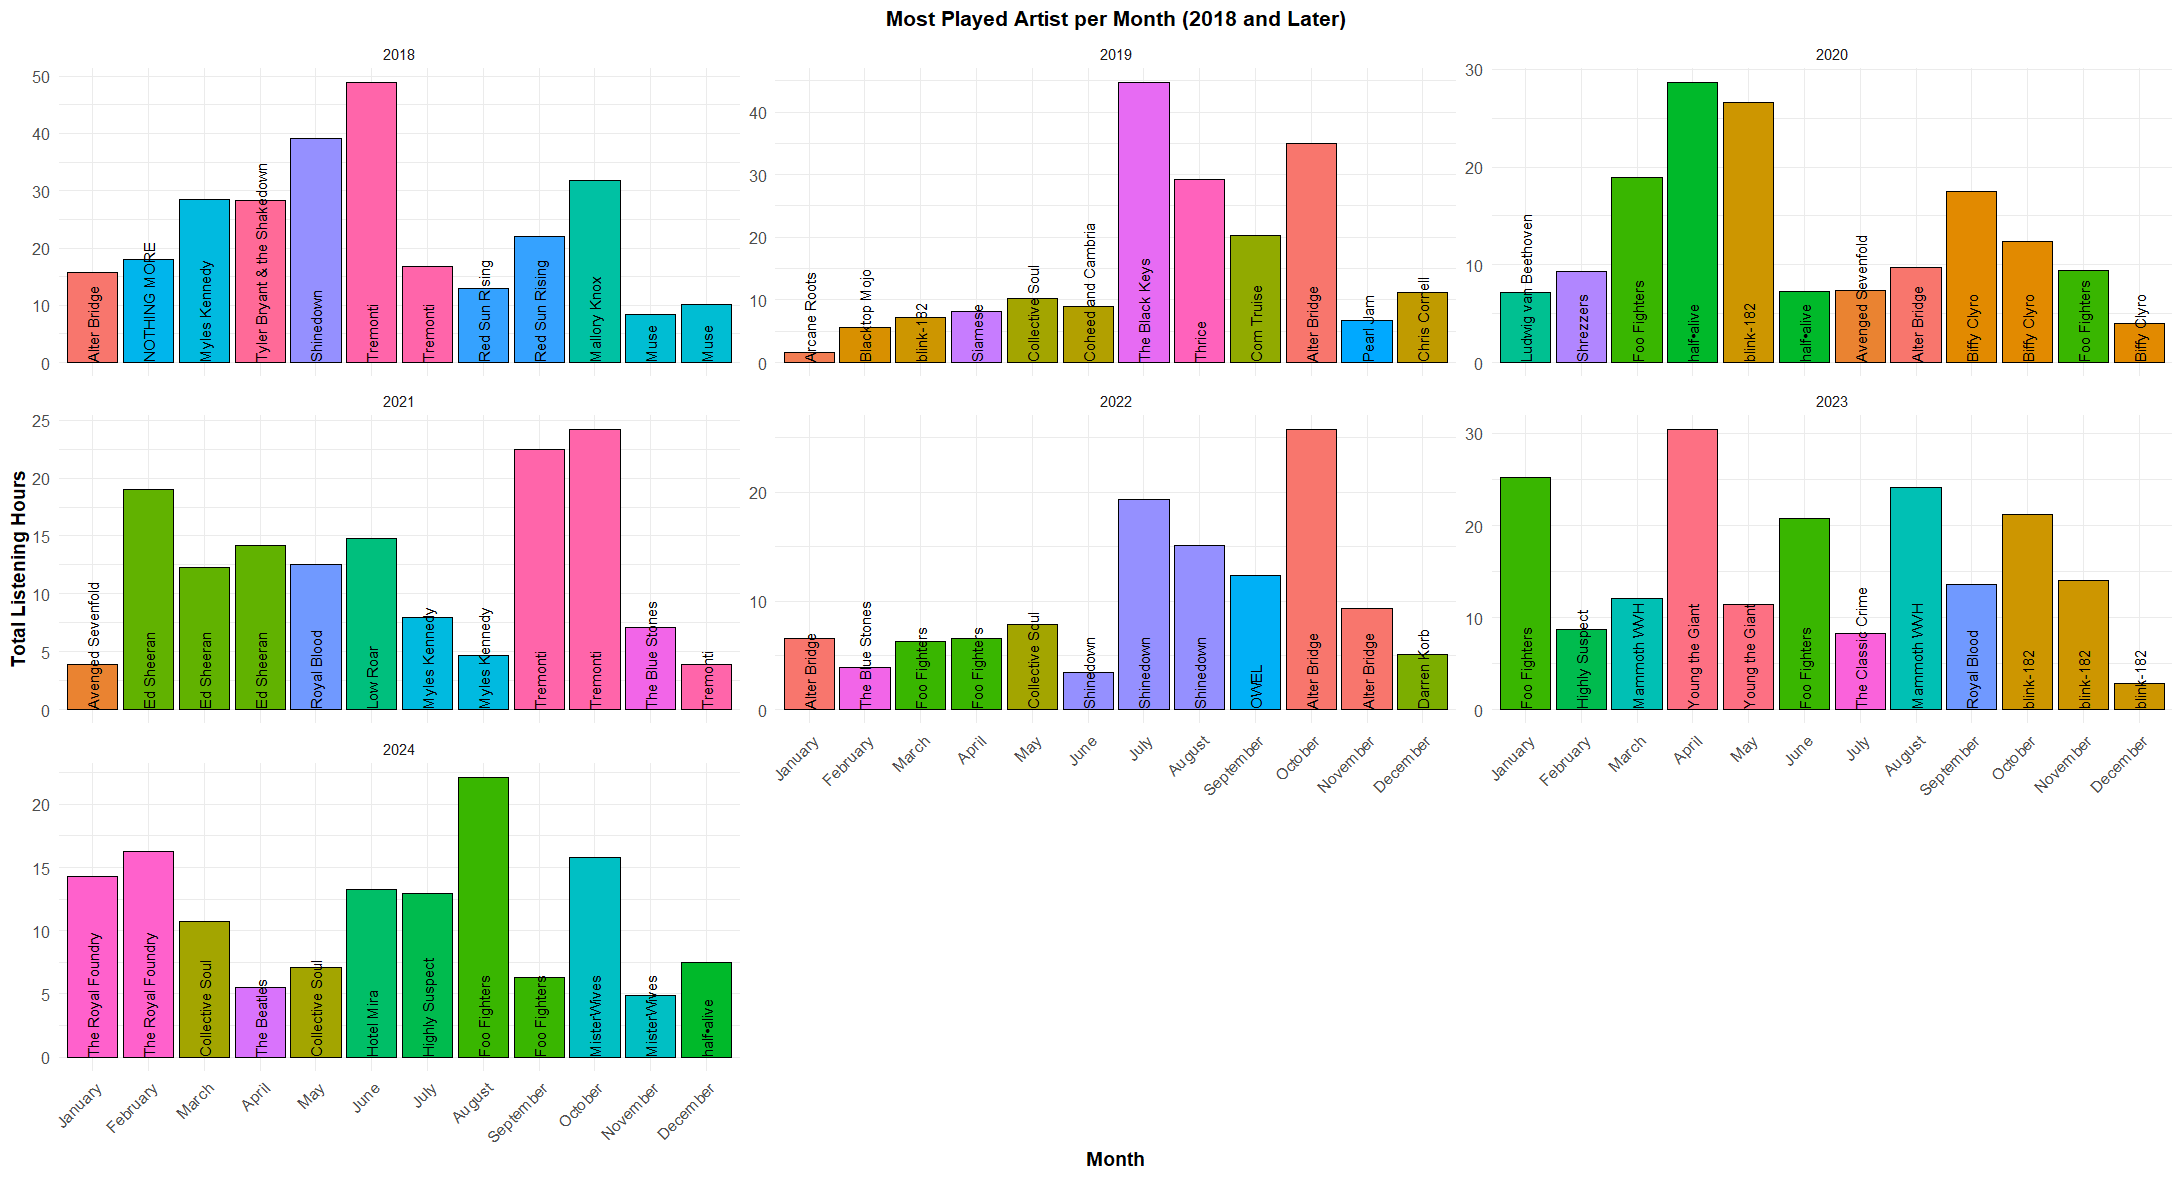 Most Played Artist per Month (2018 and Later)
Total Listening Hours
2018
50
40
30
20
10
0
Alter Bridge
NOTHING MORE
Myles Kennedy
Tyler Bryant & the Shakedown
Shinedown
Tremonti
Tremonti
Red Sun Rising
Red Sun Rising
Mallory Knox
Muse
Muse
2019
40
30
20
10
0
Arcane Roots
Blacktop Mojo
blink-182
Siamese
Collective Soul
Coheed and Cambria
The Black Keys
Thrice
Com Truise
Alter Bridge
Pearl Jam
Chris Cornell
2020
30
20
10
0
Ludwig van Beethoven
Shrezzers
Foo Fighters
half•alive
blink-182
half•alive
Avenged Sevenfold
Alter Bridge
Biffy Clyro
Biffy Clyro
Foo Fighters
Biffy Clyro
2021
25
20
15
10
5
0
Avenged Sevenfold
Ed Sheeran
Ed Sheeran
Ed Sheeran
Royal Blood
Low Roar
Myles Kennedy
Myles Kennedy
Tremonti
Tremonti
The Blue Stones
Tremonti
2022
20
10
0
Alter Bridge
The Blue Stones
Foo Fighters
Foo Fighters
Collective Soul
Shinedown
Shinedown
Shinedown
OWEL
Alter Bridge
Alter Bridge
Darren Korb
January
February
March
April
May
June
July
August
September
October
November
December
2023
30
20
10
0
Foo Fighters
Highly Suspect
Mammoth WVH
Young the Giant
Young the Giant
Foo Fighters
The Classic Crime
Mammoth WVH
Royal Blood
blink-182
blink-182
blink-182
January
February
March
April
May
June
July
August
September
October
November
December
2024
20
15
10
5
0
The Royal Foundry
The Royal Foundry
Collective Soul
The Beatles
Collective Soul
Hotel Mira
Highly Suspect
Foo Fighters
Foo Fighters
MisterWives
MisterWives
half•alive
January
February
March
April
May
June
July
August
September
October
November
December
Month